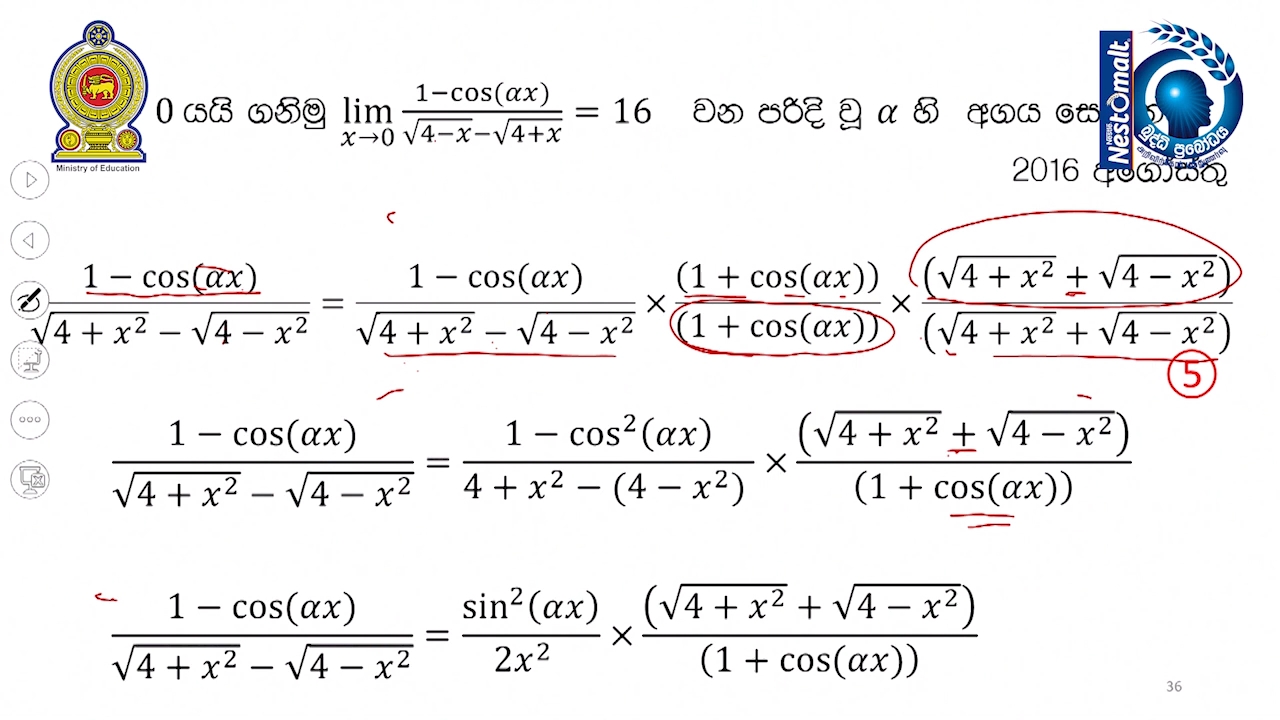 Ministry of Education
0 යයි ගනිමු lim x→0 (1−cos(αx))/(√(4−x)−√(4+x)) = 16 වන පරිදි වූ α හි අගය
Nestomalt
බුද්ධි ප්‍රබෝධය
2016 අගෝස්තු
(1 − cos(αx))/(√(4 + x²) − √(4 − x²)) = (1 − cos(αx))/(√(4 + x²) − √(4 − x²)) × (1 + cos(αx))/(1 + cos(αx)) × (√(4 + x²) + √(4 − x²))/(√(4 + x²) + √(4 − x²))
5
(1 − cos(αx))/(√(4 + x²) − √(4 − x²)) = (1 − cos²(αx))/(4 + x² − (4 − x²)) × (√(4 + x²) + √(4 − x²))/(1 + cos(αx))
(1 − cos(αx))/(√(4 + x²) − √(4 − x²)) = sin²(αx)/2x² × (√(4 + x²) + √(4 − x²))/(1 + cos(αx))
36